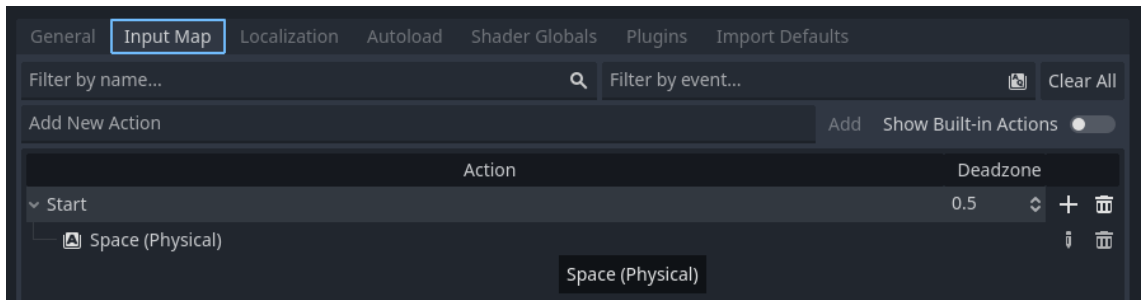 General Input Map Localization Autoload Shader Globals Plugins Import Defaults
Filter by name... Filter by event... Clear All
Add New Action Add Show Built-in Actions
Action Deadzone
Start 0.5
Space (Physical)
Space (Physical)